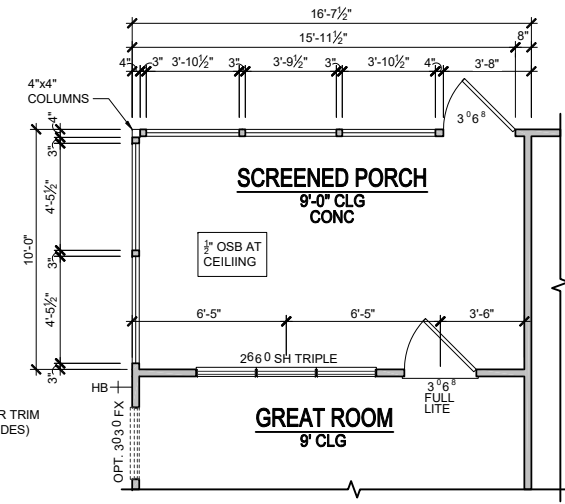 16'-7½"
15'-11½" 8"
4" 3" 3'-10½" 3" 3'-9½" 3" 3'-10½" 4" 3'-8"
4"x4"
COLUMNS
3⁰6⁸
4"
3"
4'-5½"
3"
4'-5½"
3"
10'-0"
SCREENED PORCH
9'-0" CLG
CONC
½" OSB AT
CEILIING
6'-5" 6'-5" 3'-6"
2⁶6⁰ SH TRIPLE
3⁰6⁸
FULL
LITE
HB
R TRIM
DES)
OPT. 3⁰3⁰ FX
GREAT ROOM
9' CLG